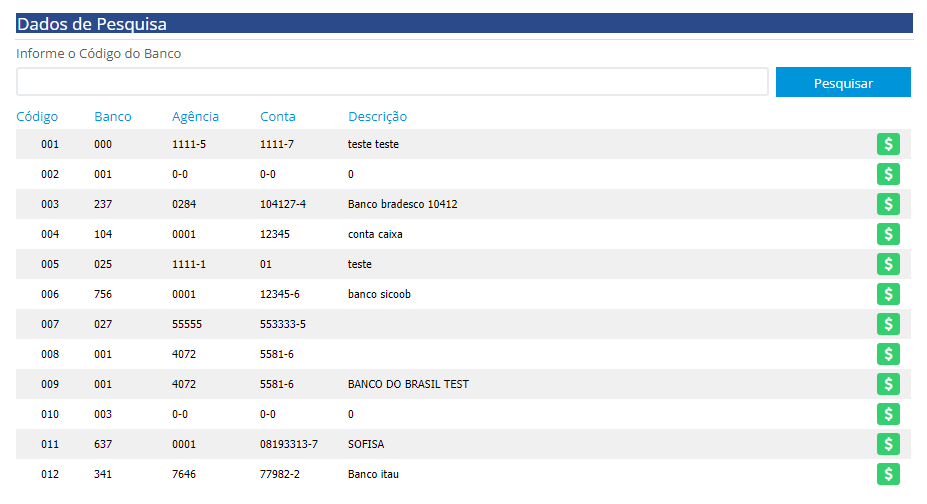 Dados de Pesquisa
Informe o Código do Banco
Pesquisar
Código Banco Agência Conta Descrição
001 000 1111-5 1111-7 teste teste $
002 001 0-0 0-0 0 $
003 237 0284 104127-4 Banco bradesco 10412 $
004 104 0001 12345 conta caixa $
005 025 1111-1 01 teste $
006 756 0001 12345-6 banco sicoob $
007 027 55555 553333-5 $
008 001 4072 5581-6 $
009 001 4072 5581-6 BANCO DO BRASIL TEST $
010 003 0-0 0-0 0 $
011 637 0001 08193313-7 SOFISA $
012 341 7646 77982-2 Banco itau $